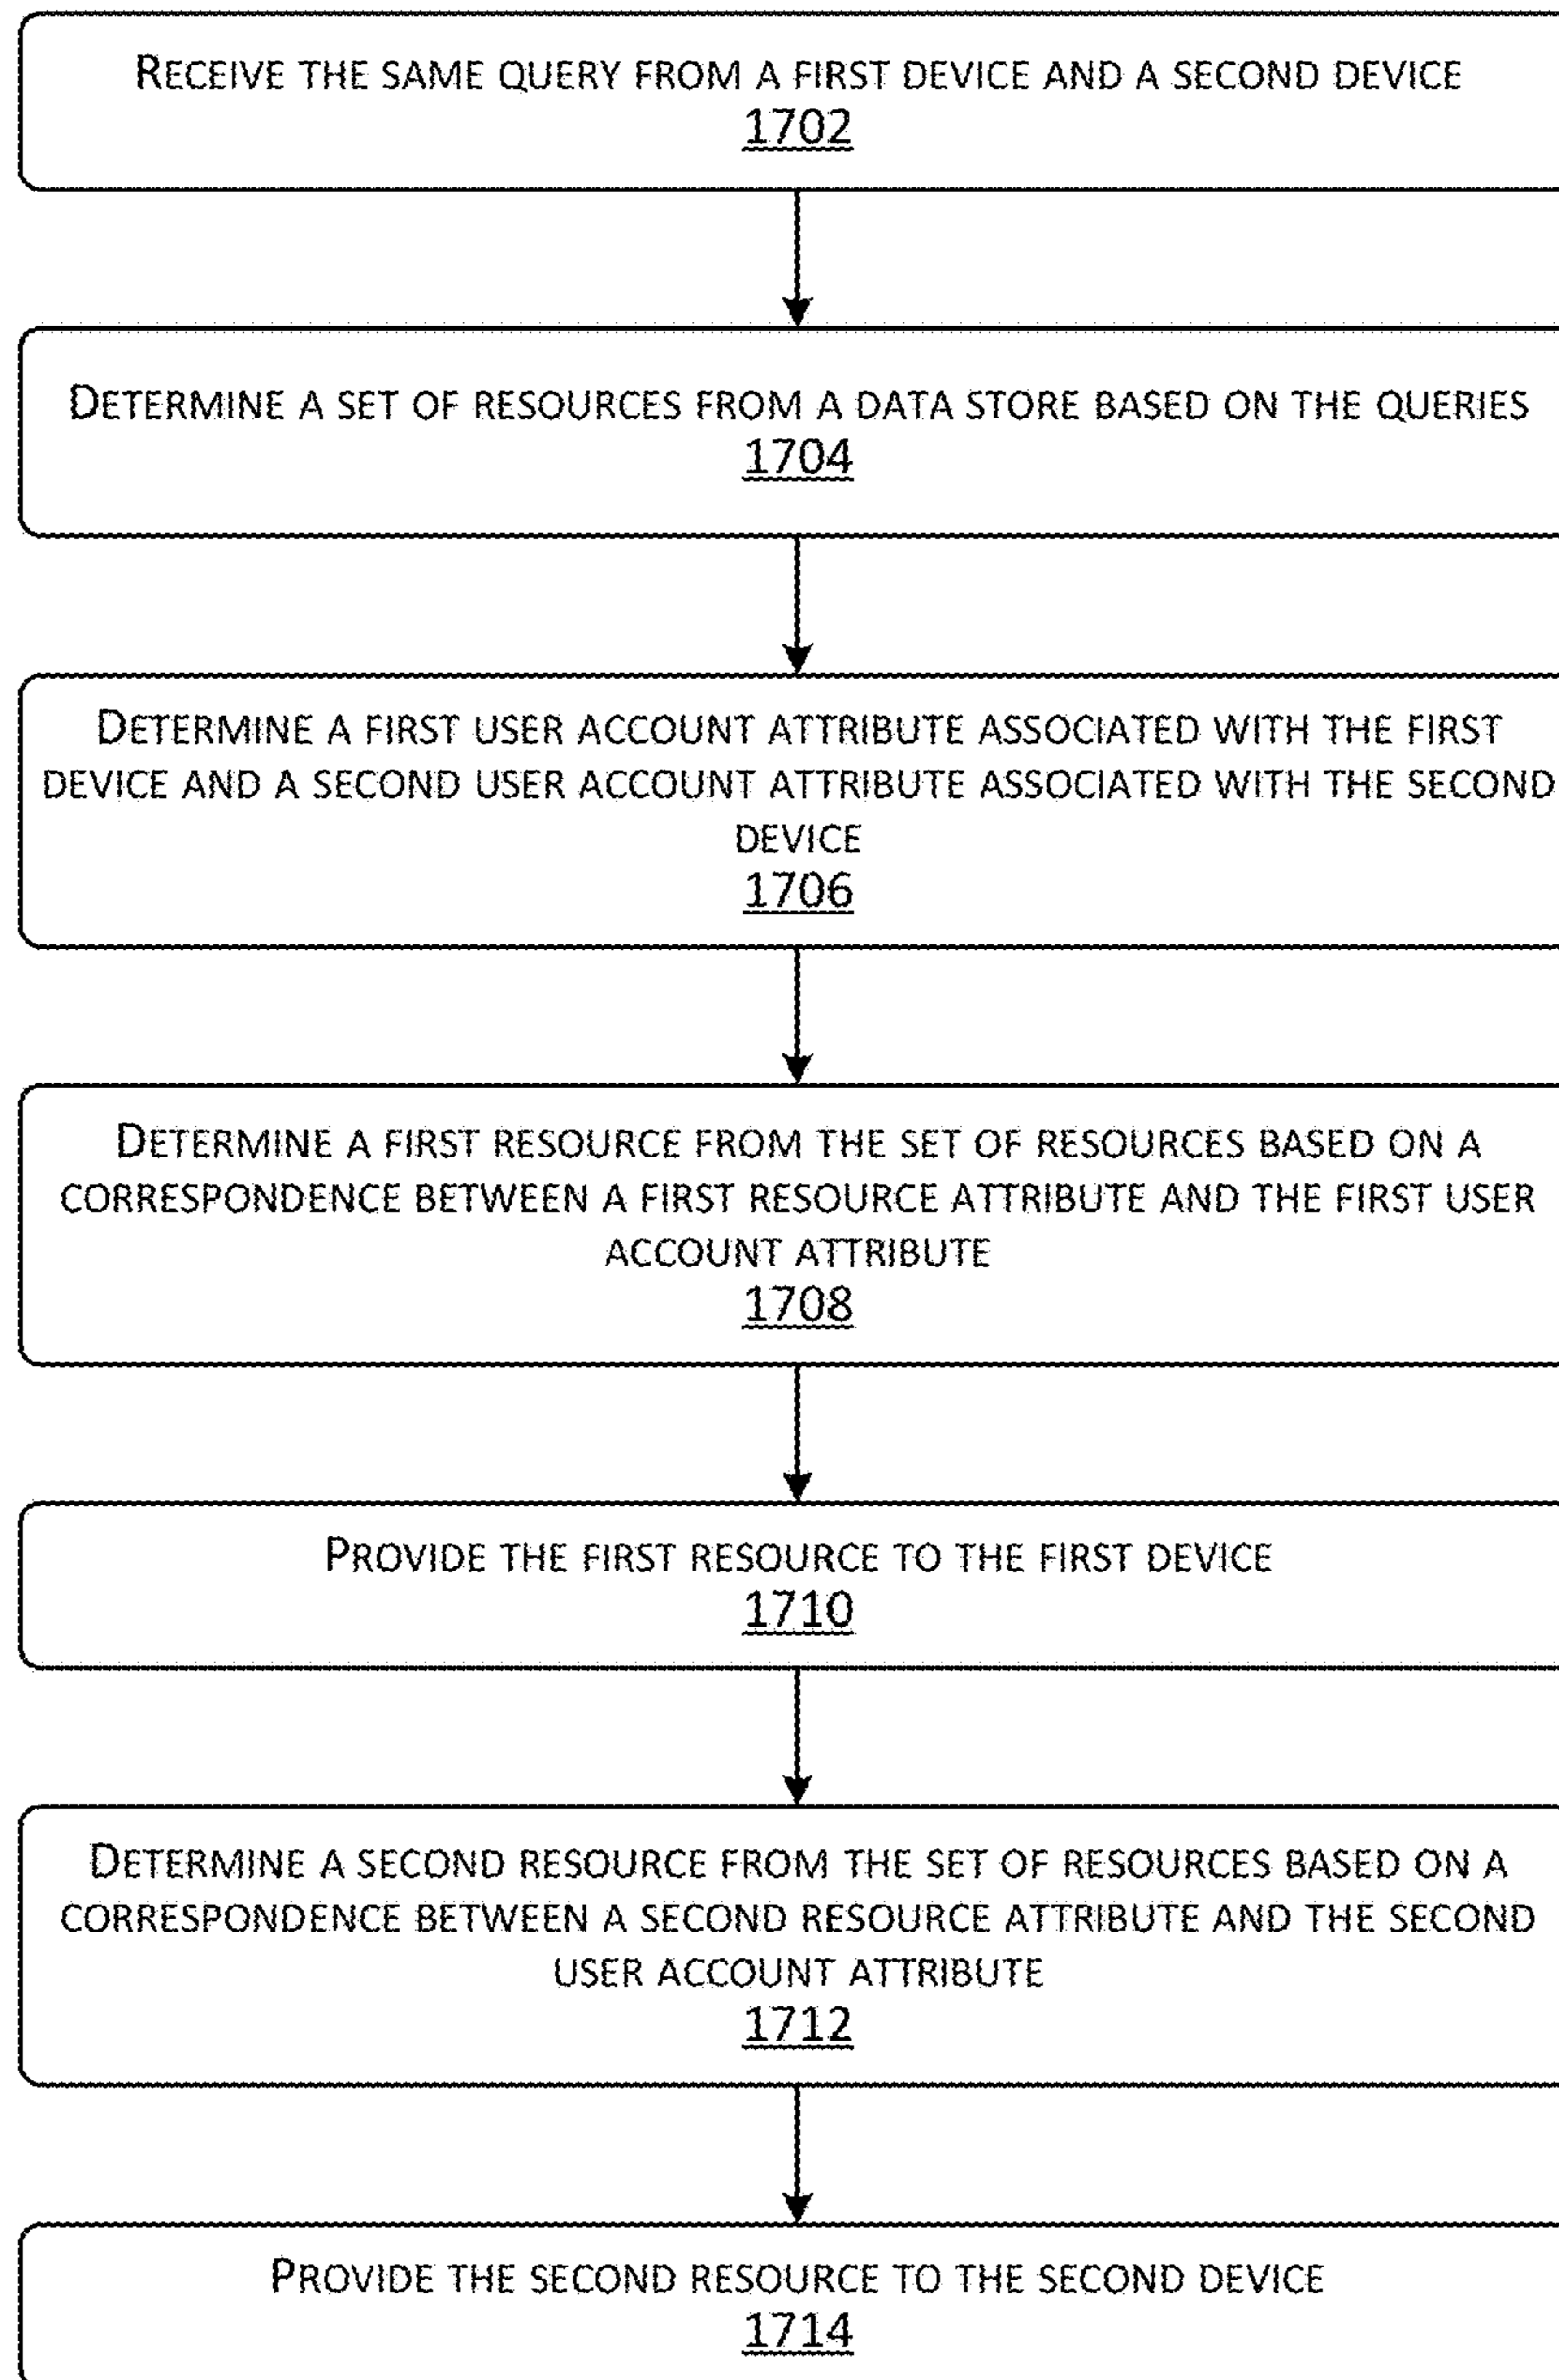 RECEIVE THE SAME QUERY FROM A FIRST DEVICE AND A SECOND DEVICE
1702
DETERMINE A SET OF RESOURCES FROM A DATA STORE BASED ON THE QUERIES
1704
DETERMINE A FIRST USER ACCOUNT ATTRIBUTE ASSOCIATED WITH THE FIRST
DEVICE AND A SECOND USER ACCOUNT ATTRIBUTE ASSOCIATED WITH THE SECOND
DEVICE
1706
DETERMINE A FIRST RESOURCE FROM THE SET OF RESOURCES BASED ON A
CORRESPONDENCE BETWEEN A FIRST RESOURCE ATTRIBUTE AND THE FIRST USER
ACCOUNT ATTRIBUTE
1708
PROVIDE THE FIRST RESOURCE TO THE FIRST DEVICE
1710
DETERMINE A SECOND RESOURCE FROM THE SET OF RESOURCES BASED ON A
CORRESPONDENCE BETWEEN A SECOND RESOURCE ATTRIBUTE AND THE SECOND
USER ACCOUNT ATTRIBUTE
1712
PROVIDE THE SECOND RESOURCE TO THE SECOND DEVICE
1714